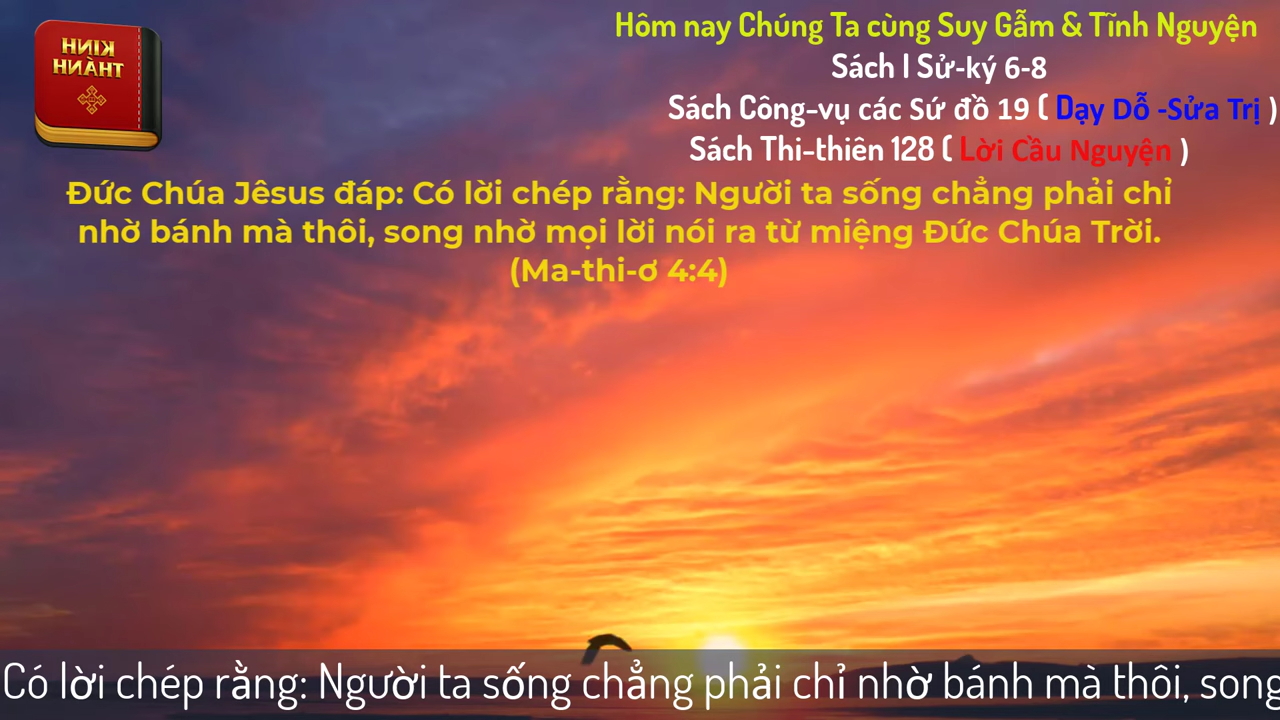 KINH
THÀNH
Hôm nay Chúng Ta cùng Suy Gẫm & Tĩnh Nguyện
Sách I Sử-ký 6-8
Sách Công-vụ các Sứ đồ 19 ( Dạy Dỗ -Sửa Trị )
Sách Thi-thiên 128 ( Lời Cầu Nguyện )
Đức Chúa Jêsus đáp: Có lời chép rằng: Người ta sống chẳng phải chỉ
nhờ bánh mà thôi, song nhờ mọi lời nói ra từ miệng Đức Chúa Trời.
(Ma-thi-ơ 4:4)
Có lời chép rằng: Người ta sống chẳng phải chỉ nhờ bánh mà thôi, song